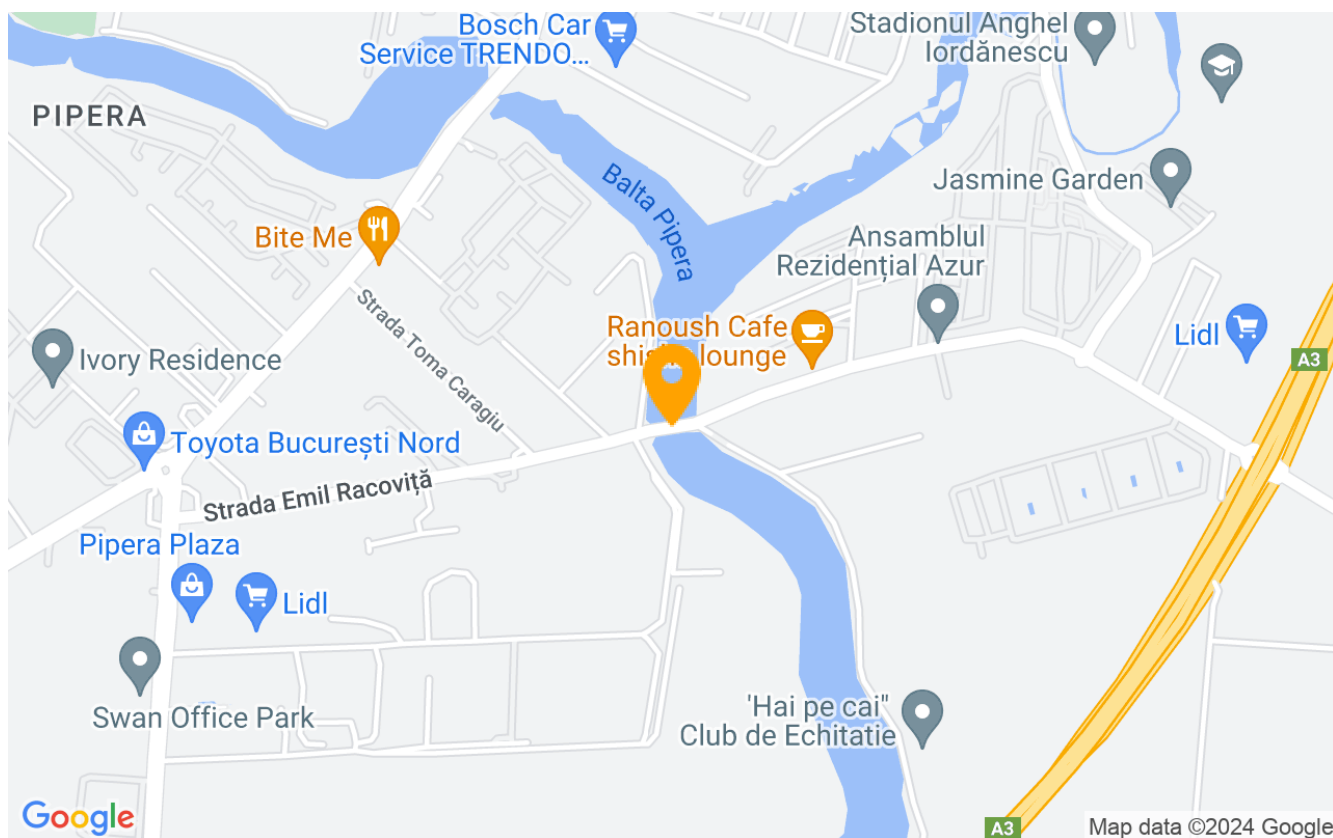 Bosch Car
Service TRENDO...
Stadionul Anghel
Iordănescu
PIPERA
Balta Pipera
Jasmine Garden
Bite Me
Ansamblul
Rezidențial Azur
Strada Toma Caragiu
Ranoush Cafe
lounge
Lidl
A3
Ivory Residence
Toyota București Nord
Strada Emil Racoviță
Pipera Plaza
Lidl
Swan Office Park
'Hai pe cai"
Club de Echitatie
Google
A3
Map data ©2024 Google